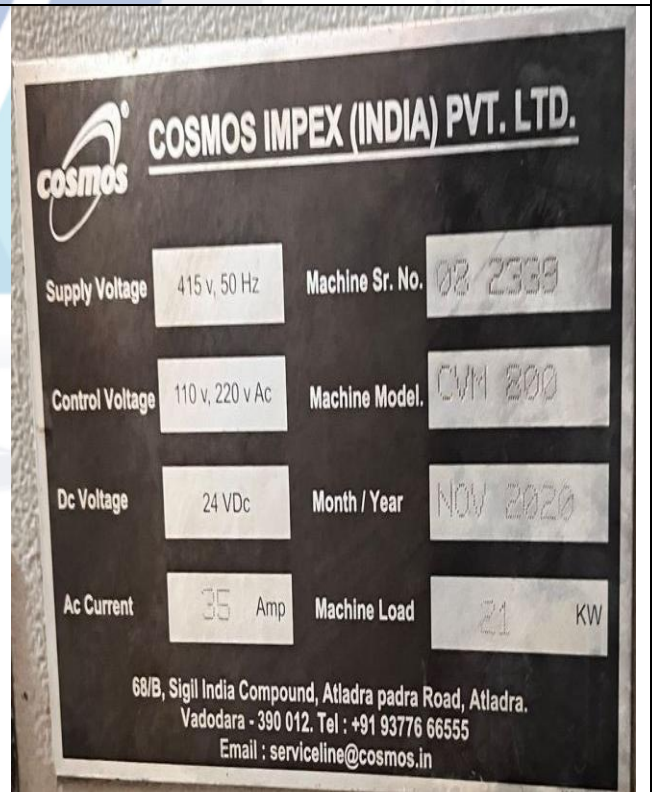 cosmos
COSMOS IMPEX (INDIA) PVT. LTD.
Supply Voltage 415 v, 50 Hz Machine Sr. No. 08 2339
Control Voltage 110 v, 220 v Ac Machine Model. CVM 800
Dc Voltage 24 VDc Month / Year NOV 2020
Ac Current 35 Amp Machine Load 21 KW
68/B, Sigil India Compound, Atladra padra Road, Atladra.
Vadodara - 390 012. Tel : +91 93776 66555
Email : serviceline@cosmos.in